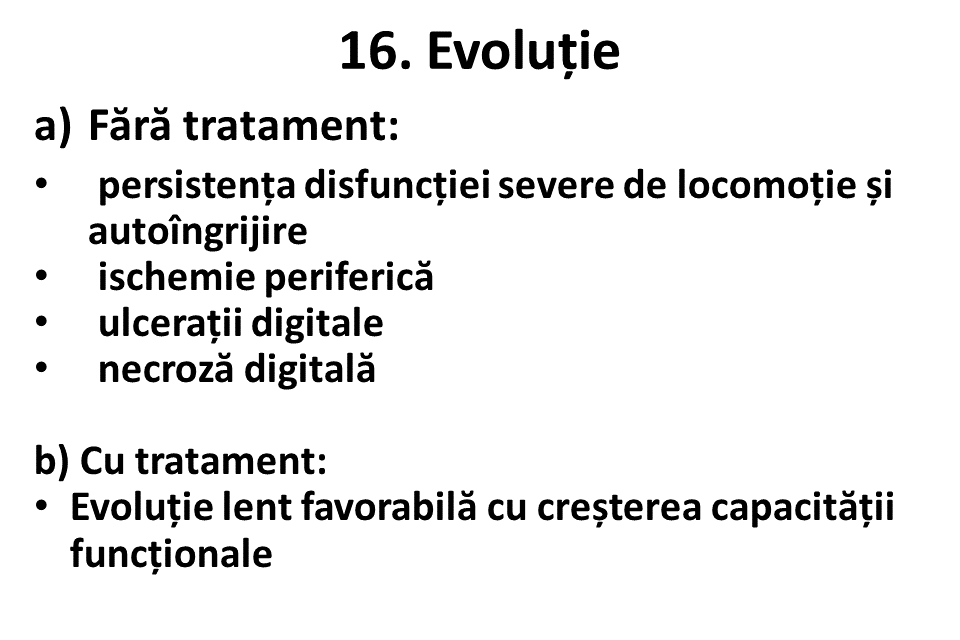 16. Evoluție
a) Fără tratament:
• persistența disfuncției severe de locomoție și
autoîngrijire
• ischemie periferică
• ulcerații digitale
• necroză digitală
b) Cu tratament:
• Evoluție lent favorabilă cu creșterea capacității
funcționale